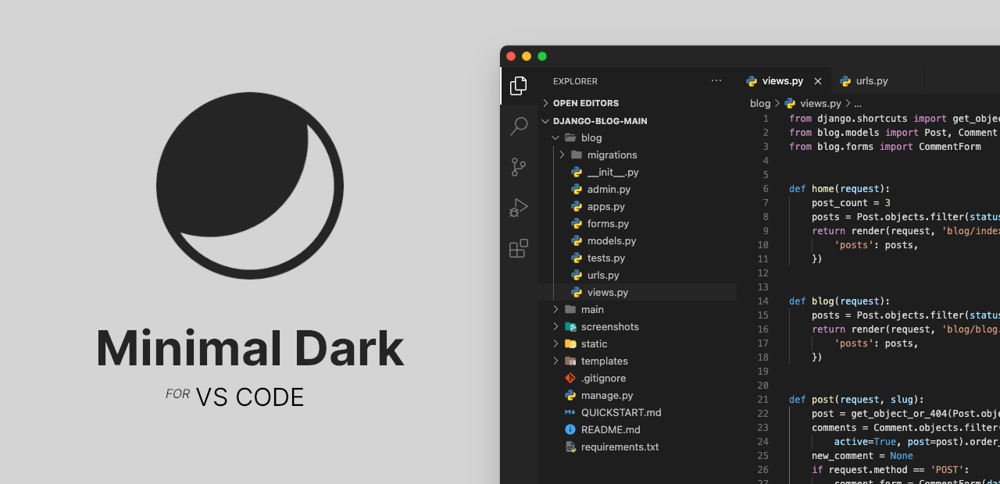 Minimal Dark
FOR VS CODE
EXPLORER
OPEN EDITORS
DJANGO-BLOG-MAIN
blog
migrations
__init__.py
admin.py
apps.py
forms.py
models.py
tests.py
urls.py
views.py
main
screenshots
static
templates
.gitignore
manage.py
QUICKSTART.md
README.md
requirements.txt
views.py
urls.py
blog > views.py > ...
1 from django.shortcuts import get_objec
2 from blog.models import Post, Comment
3 from blog.forms import CommentForm
4
5
6 def home(request):
7 post_count = 3
8 posts = Post.objects.filter(status
9 return render(request, 'blog/index
10 'posts': posts,
11 })
12
13
14 def blog(request):
15 posts = Post.objects.filter(status
16 return render(request, 'blog/blog.
17 'posts': posts,
18 })
19
20
21 def post(request, slug):
22 post = get_object_or_404(Post.obje
23 comments = Comment.objects.filter(
24 active=True, post=post).order_
25 new_comment = None
26 if request.method == 'POST':
27 comment_form = CommentForm(da